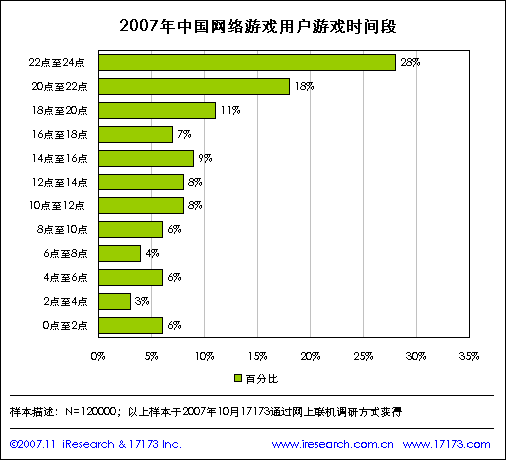 2007年中国网络游戏用户游戏时间段
22点至24点 28%
20点至22点 18%
18点至20点 11%
16点至18点 7%
14点至16点 9%
12点至14点 8%
10点至12点 8%
8点至10点 6%
6点至8点 4%
4点至6点 6%
2点至4点 3%
0点至2点 6%
0% 5% 10% 15% 20% 25% 30% 35%
百分比
样本描述：N=120000；以上样本于2007年10月17173通过网上联机调研方式获得
©2007.11 iResearch & 17173 Inc. www.iresearch.com.cn www.17173.com